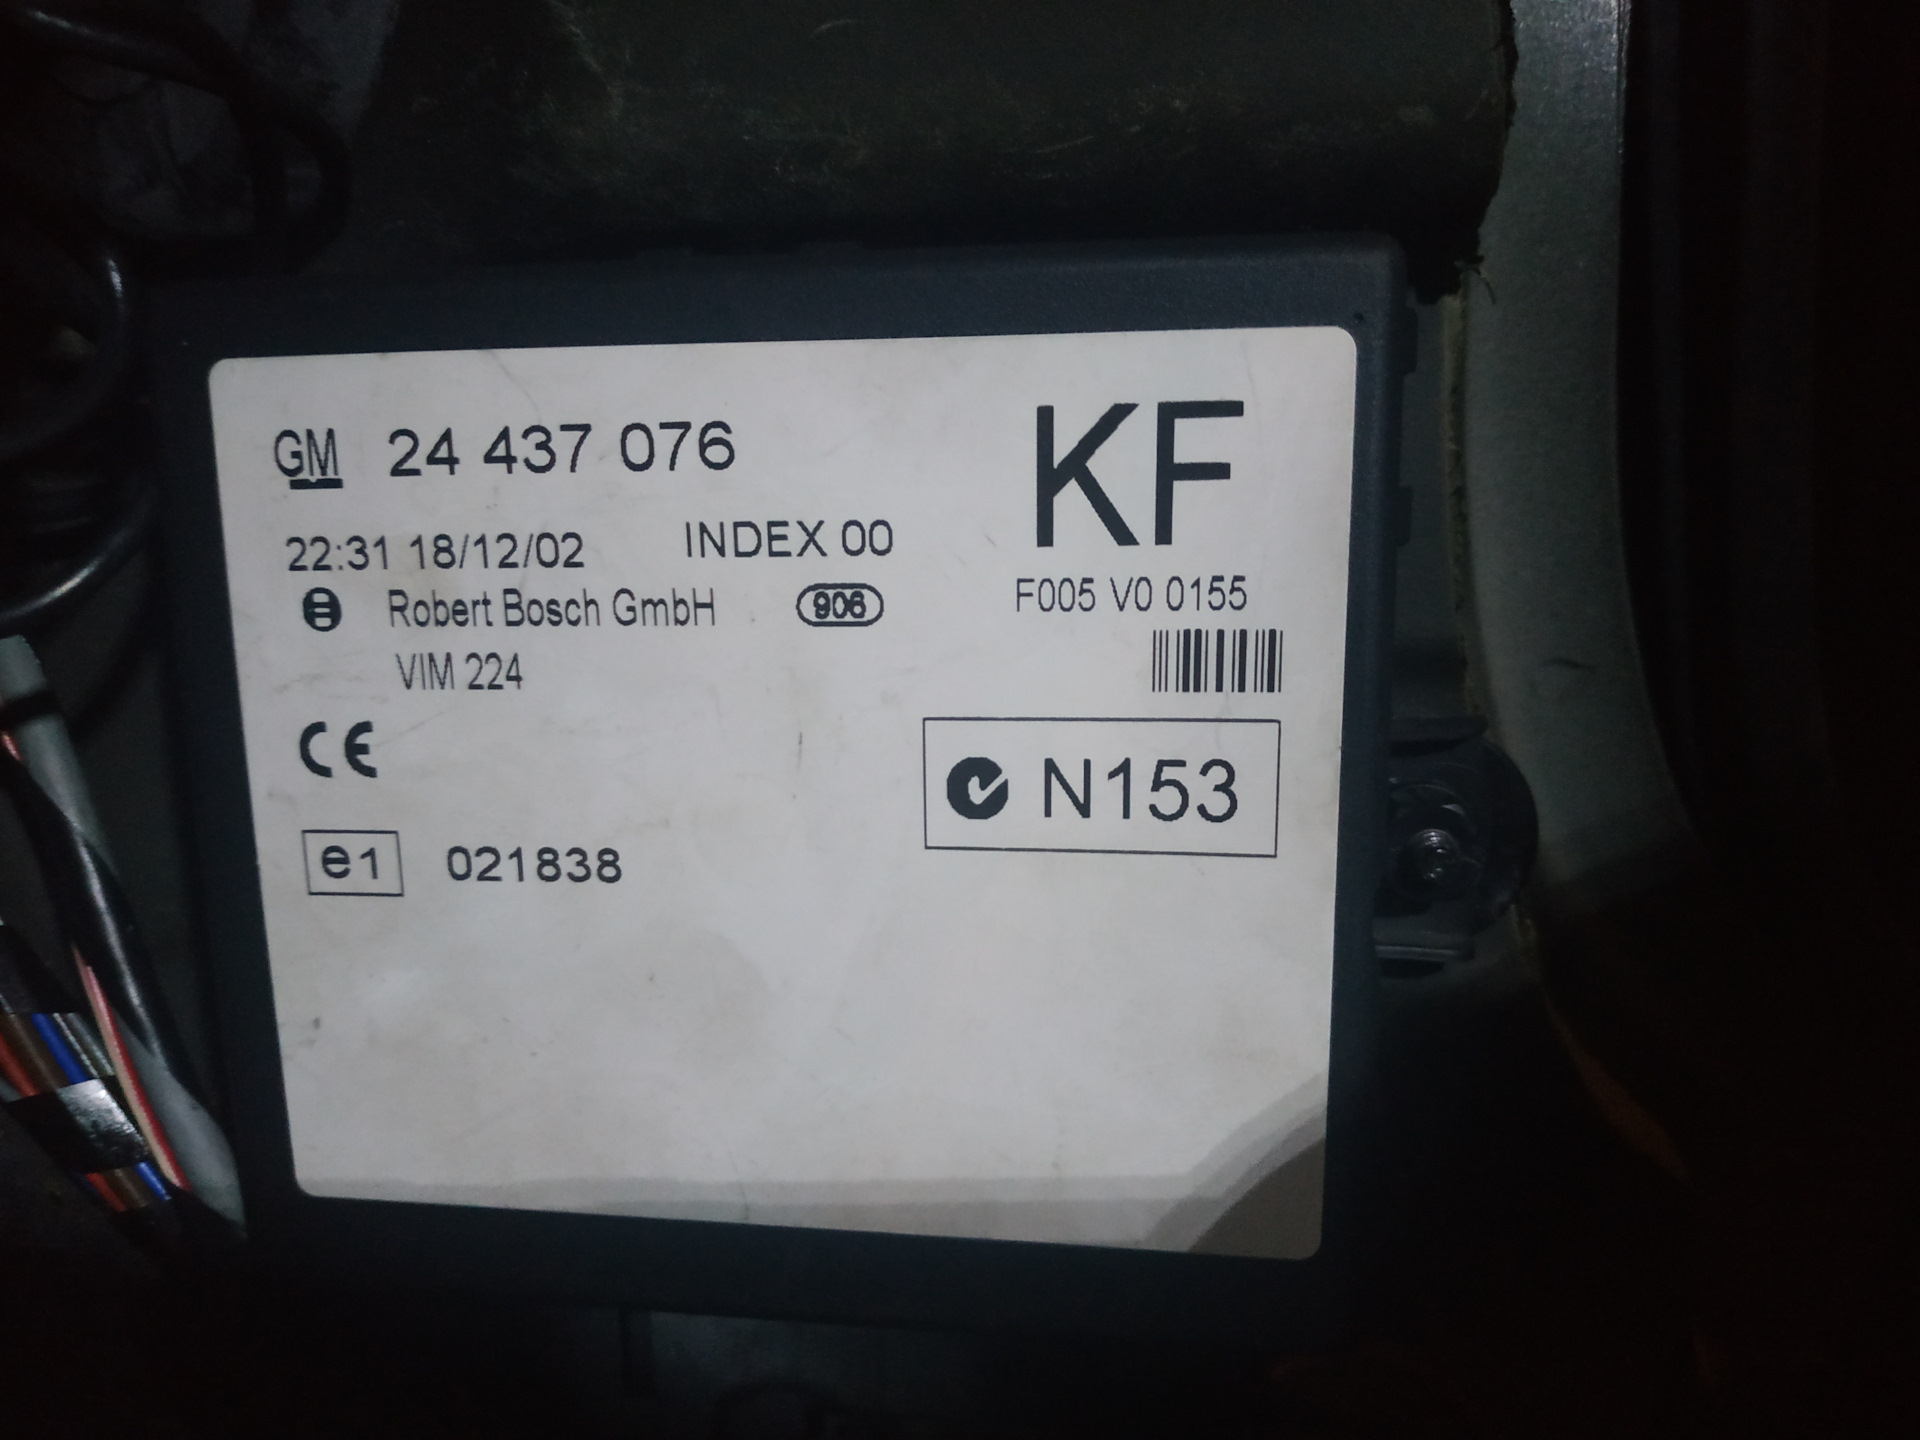 GM 24 437 076
KF
22:31 18/12/02 INDEX 00
Robert Bosch GmbH 906 F005 V0 0155
VIM 224
CE
N153
e1 021838